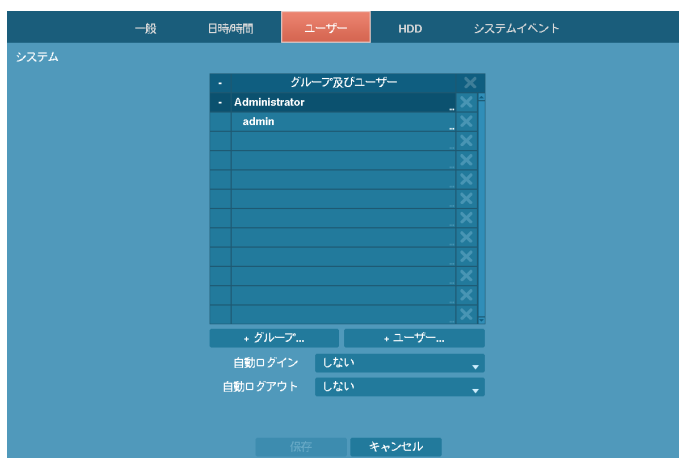 一般 日時/時間 ユーザー HDD システムイベント
システム
- グループ及びユーザー
- Administrator ...
admin ...
+ グループ... + ユーザー...
自動ログイン しない
自動ログアウト しない
保存 キャンセル